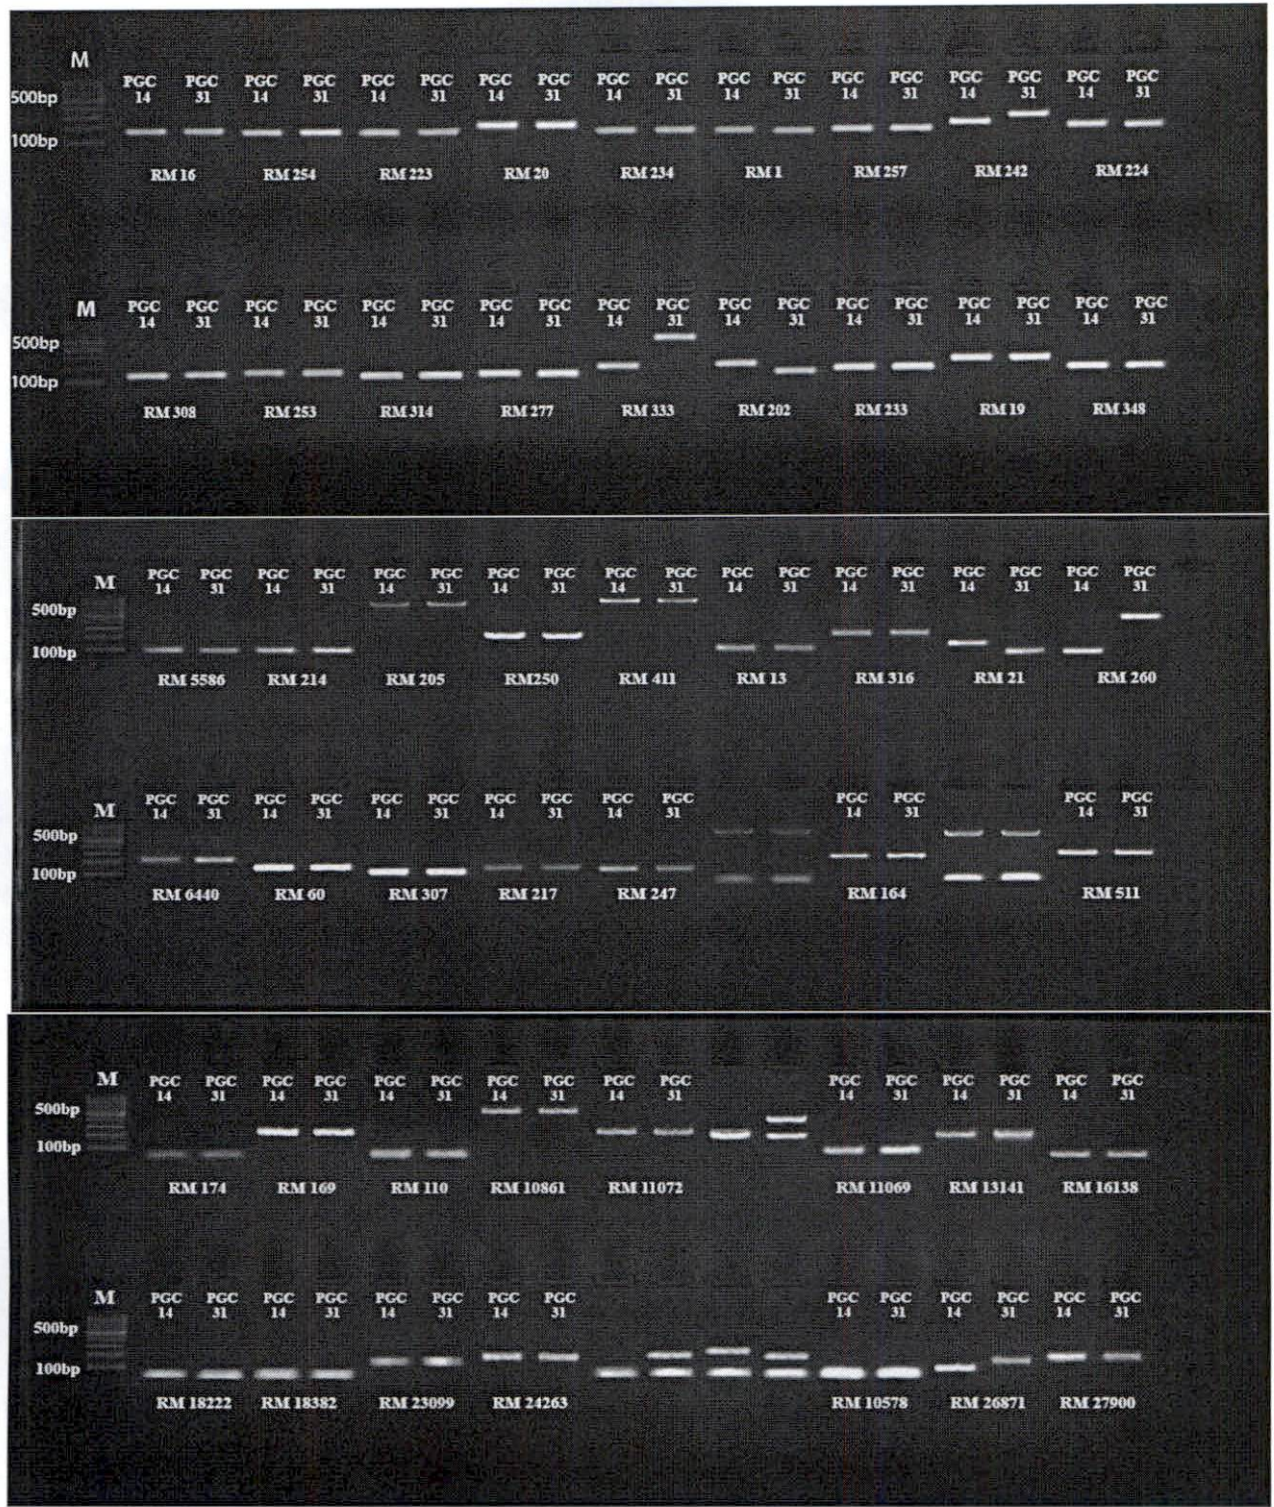 M
PGC PGC PGC PGC PGC PGC PGC PGC PGC PGC PGC PGC PGC PGC PGC PGC PGC PGC
14 31 14 31 14 31 14 31 14 31 14 31 14 31 14 31 14 31
500bp
100bp
RM 16 RM 254 RM 223 RM 20 RM 234 RM 1 RM 257 RM 242 RM 224
M
PGC PGC PGC PGC PGC PGC PGC PGC PGC PGC PGC PGC PGC PGC PGC PGC PGC PGC
14 31 14 31 14 31 14 31 14 31 14 31 14 31 14 31 14 31
500bp
100bp
RM 308 RM 253 RM 314 RM 277 RM 333 RM 202 RM 233 RM 19 RM 348
M
PGC PGC PGC PGC PGC PGC PGC PGC PGC PGC PGC PGC PGC PGC PGC PGC PGC PGC
14 31 14 31 14 31 14 31 14 31 14 31 14 31 14 31 14 31
500bp
100bp
RM 5586 RM 214 RM 205 RM250 RM 411 RM 13 RM 316 RM 21 RM 260
M
PGC PGC PGC PGC PGC PGC PGC PGC PGC PGC PGC PGC PGC PGC
14 31 14 31 14 31 14 31 14 31 14 31 14 31
500bp
100bp
RM 6440 RM 60 RM 307 RM 217 RM 247 RM 164 RM 511
M
PGC PGC PGC PGC PGC PGC PGC PGC PGC PGC PGC PGC PGC PGC PGC PGC
14 31 14 31 14 31 14 31 14 31 14 31 14 31 14 31
500bp
100bp
RM 174 RM 169 RM 110 RM 10861 RM 11072 RM 11069 RM 13141 RM 16138
M
PGC PGC PGC PGC PGC PGC PGC PGC PGC PGC PGC PGC PGC PGC
14 31 14 31 14 31 14 31 14 31 14 31 14 31
500bp
100bp
RM 18222 RM 18382 RM 23099 RM 24263 RM 10578 RM 26871 RM 27900